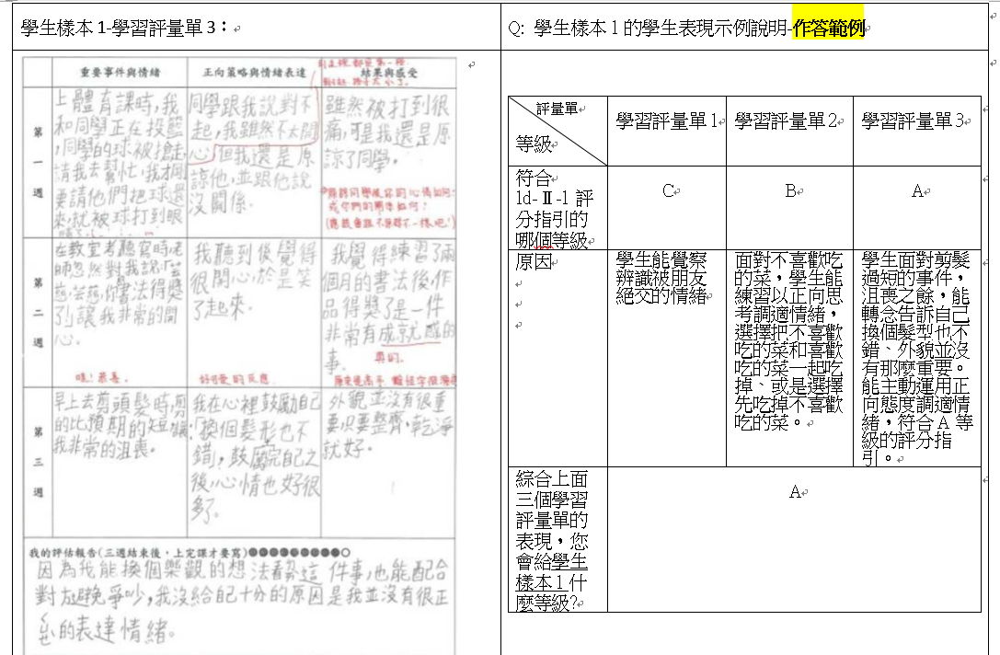 學生樣本1-學習評量單3：
重要事件與情緒
正向策略與情緒表達
結果與感受
第一週
上體育課時,我
和同學正在投籃
,同學的球被搶走
請我去幫忙,我才剛
要請他們把球還
來,就被球打到眼
同學跟我說對不
起,我雖然不太開
心,但我還是原
諒他,並跟他說
沒關係。
雖然被打到很
痛,可是我還是原
諒了同學。
第二週
在教室考聽寫時,老
師忽然對我說:「恭
喜,恭喜,你書法得獎
了」讓我非常的開
心。
哇!恭喜。
我聽到後覺得
很開心,於是笑
了起來。
好可愛的反應
我覺得練習了兩
個月的書法後,作
品得獎了是一件
非常有成就感的
事。
真的。
第三週
早上去剪頭髮時,剪
的比預期的短,讓
我非常的沮喪。
我在心裡鼓勵自己
:「換個髮形也不
錯」,鼓厲完自己之
後,心情也好很
多了。
外貌並沒有很重
要,只要整齊,乾淨
就好。
我的評估報告(三週結束後，上完課才要寫)●●●●●●●●●○
因為我能換個樂觀的想法看為這件事,也能配合
對方避免爭吵,我沒給自己十分的原因是我並沒有很正
向的表達情緒。
Q: 學生樣本1的學生表現示例說明-作答範例
評量單
等級
學習評量單1
學習評量單2
學習評量單3
符合
1d-Ⅱ-1 評
分指引的
哪個等級
C
B
A
原因
學生能覺察
辨識被朋友
絕交的情緒
面對不喜歡吃
的菜，學生能
練習以正向思
考調適情緒，
選擇把不喜歡
吃的菜和喜歡
吃的菜一起吃
掉、或是選擇
先吃掉不喜歡
吃的菜。
學生面對剪髮
過短的事件，
沮喪之餘，能
轉念告訴自己
換個髮型也不
錯、外貌並沒
有那麼重要。
能主動運用正
向態度調適情
緒，符合A 等
級的評分指
引。
綜合上面
三個學習
評量單的
表現，您
會給學生
樣本1什
麼等級?
A